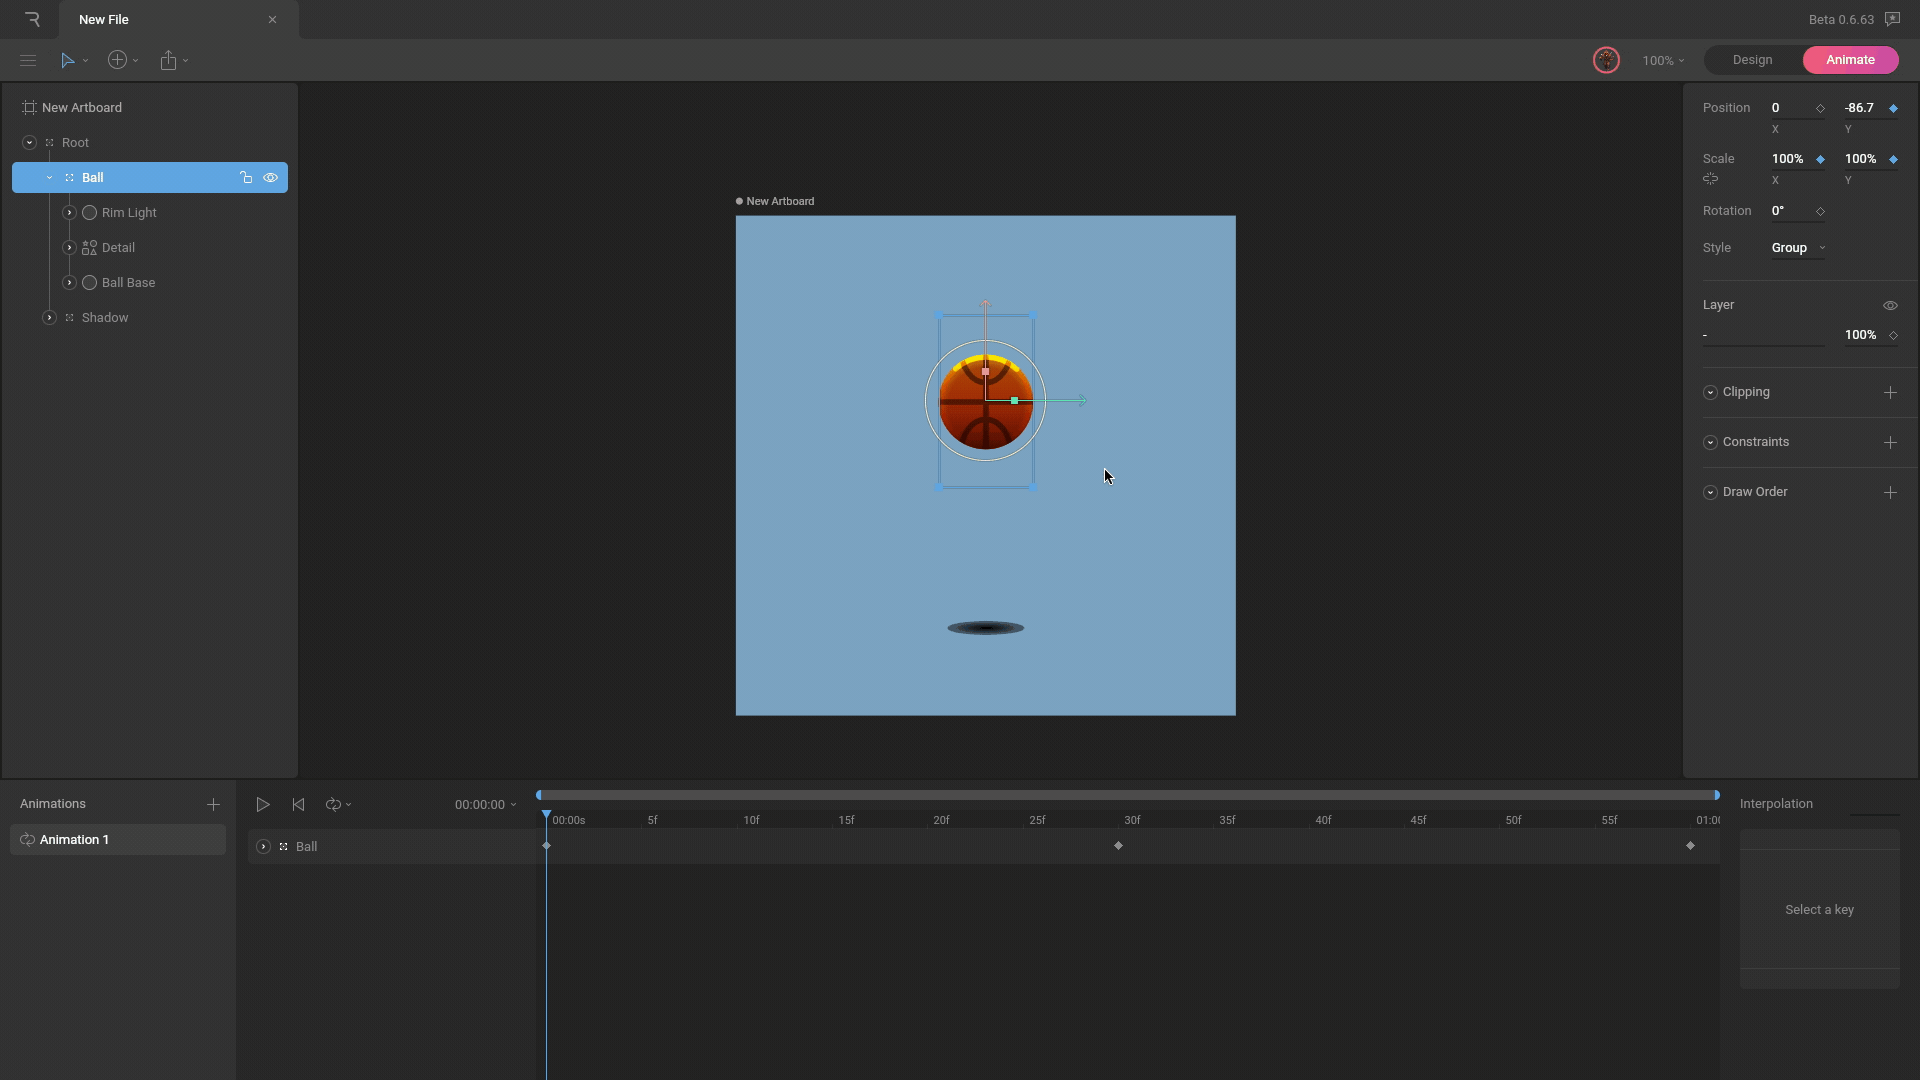 New File
Beta 0.6.63
100%
Design
Animate
New Artboard
Root
Ball
Rim Light
Detail
Ball Base
Shadow
New Artboard
Position 0 -86.7
X Y
Scale 100% 100%
X Y
Rotation 0°
Style Group
Layer
- 100%
Clipping
Constraints
Draw Order
Animations
Animation 1
00:00:00
00:00s 5f 10f 15f 20f 25f 30f 35f 40f 45f 50f 55f 01:00
Ball
Interpolation
Select a key